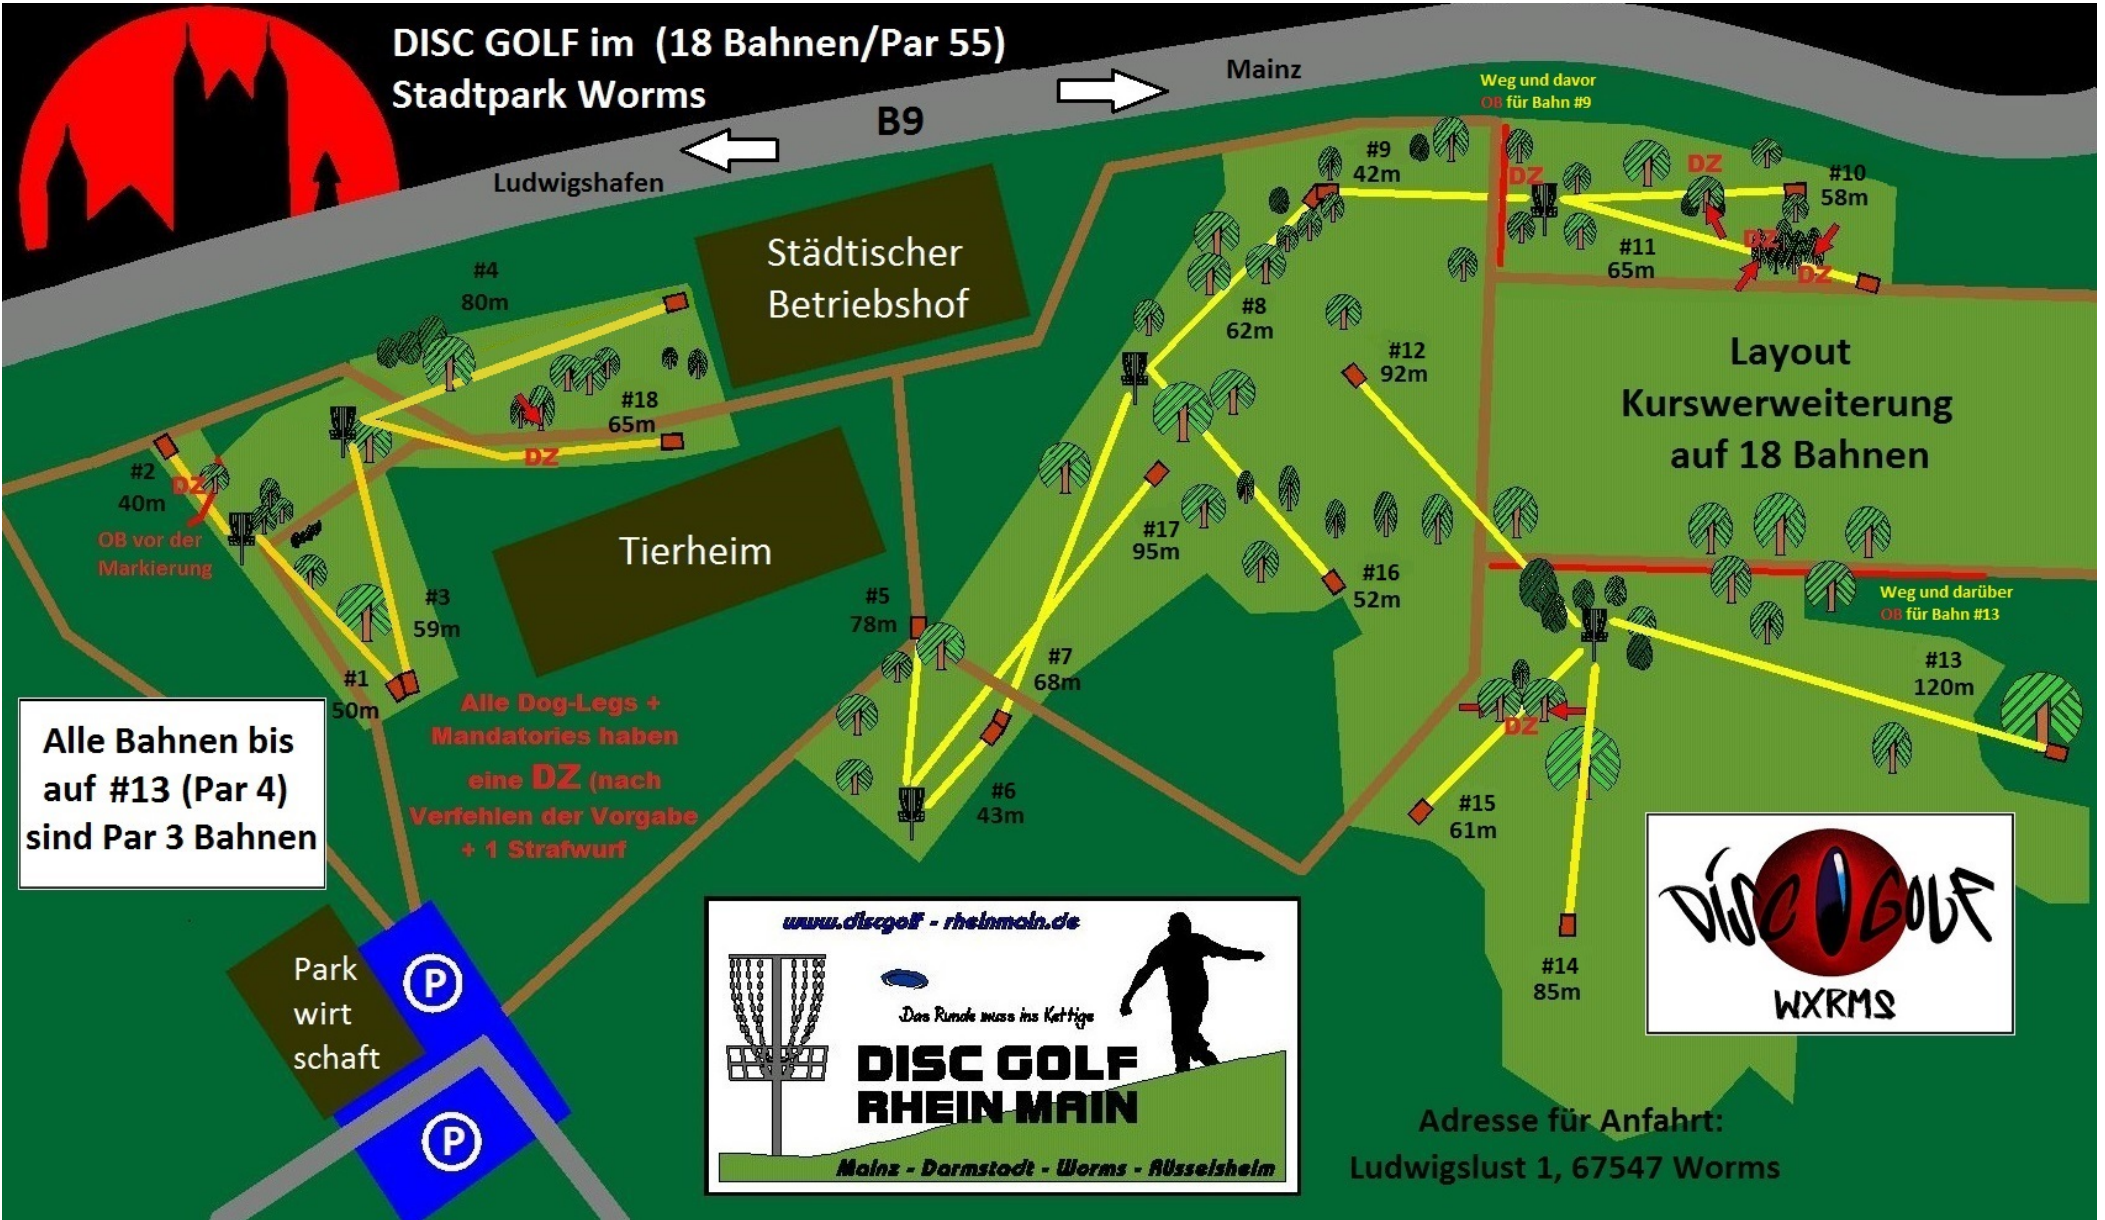 DISC GOLF im (18 Bahnen/Par 55)
Stadtpark Worms
B9
Mainz
Ludwigshafen
Weg und davor
OB für Bahn #9
Städtischer
Betriebshof
#4
80m
#18
65m
DZ
#2
40m
DZ
OB vor der
Markierung
#3
59m
#1
50m
Tierheim
#9
42m
DZ
DZ
#10
58m
#11
65m
DZ
DZ
#8
62m
#12
92m
Layout
Kurswerweiterung
auf 18 Bahnen
#17
95m
#16
52m
#5
78m
#7
68m
#6
43m
Weg und darüber
OB für Bahn #13
#13
120m
DZ
#15
61m
#14
85m
Alle Bahnen bis
auf #13 (Par 4)
sind Par 3 Bahnen
Alle Dog-Legs +
Mandatories haben
eine DZ (nach
Verfehlen der Vorgabe
+ 1 Strafwurf
Park
wirt
schaft
P
P
www.discgolf - rheinmain.de
Das Runde muss ins Kettige
DISC GOLF
RHEIN MAIN
Mainz - Darmstadt - Worms - Rüsselsheim
DISC GOLF
WXRMS
Adresse für Anfahrt:
Ludwigslust 1, 67547 Worms